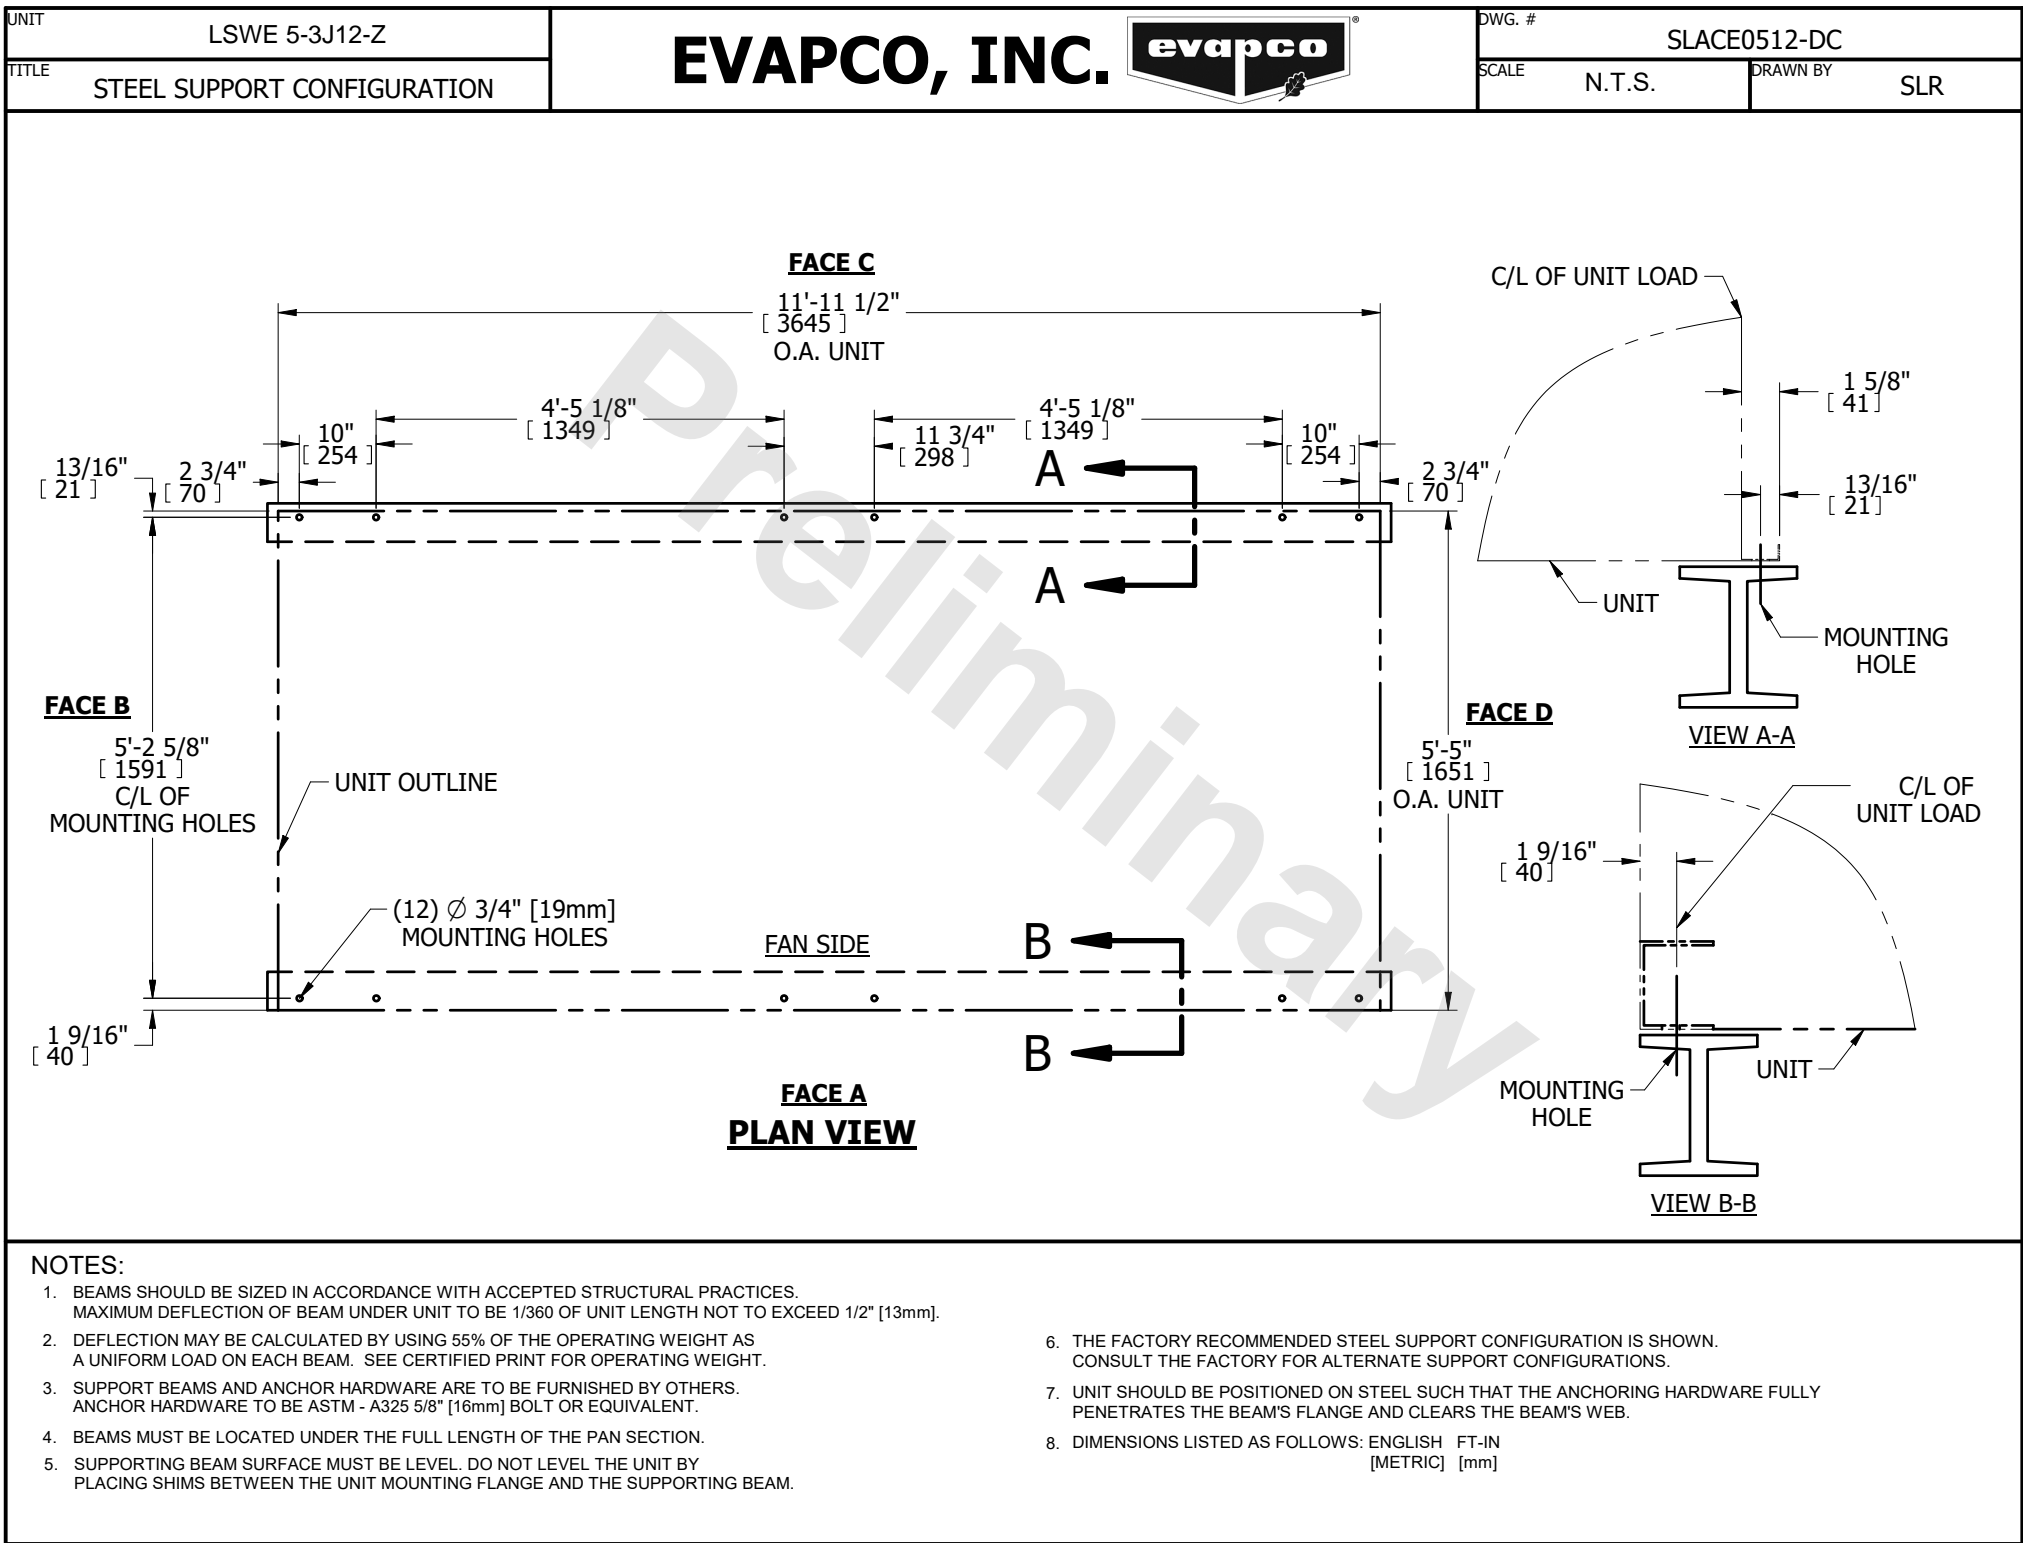 UNIT
LSWE 5-3J12-Z
TITLE
STEEL SUPPORT CONFIGURATION
EVAPCO, INC.
evapco
®
DWG. #
SLACE0512-DC
SCALE
N.T.S.
DRAWN BY
SLR
FACE C
11'-11 1/2"
[ 3645 ]
O.A. UNIT
4'-5 1/8"
[ 1349 ]
4'-5 1/8"
[ 1349 ]
10"
[ 254 ]
11 3/4"
[ 298 ]
10"
[ 254 ]
13/16"
[ 21 ]
2 3/4"
[ 70 ]
2 3/4"
[ 70 ]
A
A
FACE B
5'-2 5/8"
[ 1591 ]
C/L OF
MOUNTING HOLES
UNIT OUTLINE
FACE D
5'-5"
[ 1651 ]
O.A. UNIT
(12) Ø 3/4" [19mm]
MOUNTING HOLES
FAN SIDE
B
B
1 9/16"
[ 40 ]
FACE A
PLAN VIEW
Preliminary
C/L OF UNIT LOAD
1 5/8"
[ 41 ]
13/16"
[ 21 ]
UNIT
MOUNTING
HOLE
VIEW A-A
C/L OF
UNIT LOAD
1 9/16"
[ 40 ]
UNIT
MOUNTING
HOLE
VIEW B-B
NOTES:
1. BEAMS SHOULD BE SIZED IN ACCORDANCE WITH ACCEPTED STRUCTURAL PRACTICES.
MAXIMUM DEFLECTION OF BEAM UNDER UNIT TO BE 1/360 OF UNIT LENGTH NOT TO EXCEED 1/2" [13mm].
2. DEFLECTION MAY BE CALCULATED BY USING 55% OF THE OPERATING WEIGHT AS
A UNIFORM LOAD ON EACH BEAM. SEE CERTIFIED PRINT FOR OPERATING WEIGHT.
3. SUPPORT BEAMS AND ANCHOR HARDWARE ARE TO BE FURNISHED BY OTHERS.
ANCHOR HARDWARE TO BE ASTM - A325 5/8" [16mm] BOLT OR EQUIVALENT.
4. BEAMS MUST BE LOCATED UNDER THE FULL LENGTH OF THE PAN SECTION.
5. SUPPORTING BEAM SURFACE MUST BE LEVEL. DO NOT LEVEL THE UNIT BY
PLACING SHIMS BETWEEN THE UNIT MOUNTING FLANGE AND THE SUPPORTING BEAM.
6. THE FACTORY RECOMMENDED STEEL SUPPORT CONFIGURATION IS SHOWN.
CONSULT THE FACTORY FOR ALTERNATE SUPPORT CONFIGURATIONS.
7. UNIT SHOULD BE POSITIONED ON STEEL SUCH THAT THE ANCHORING HARDWARE FULLY
PENETRATES THE BEAM'S FLANGE AND CLEARS THE BEAM'S WEB.
8. DIMENSIONS LISTED AS FOLLOWS: ENGLISH FT-IN
[METRIC] [mm]